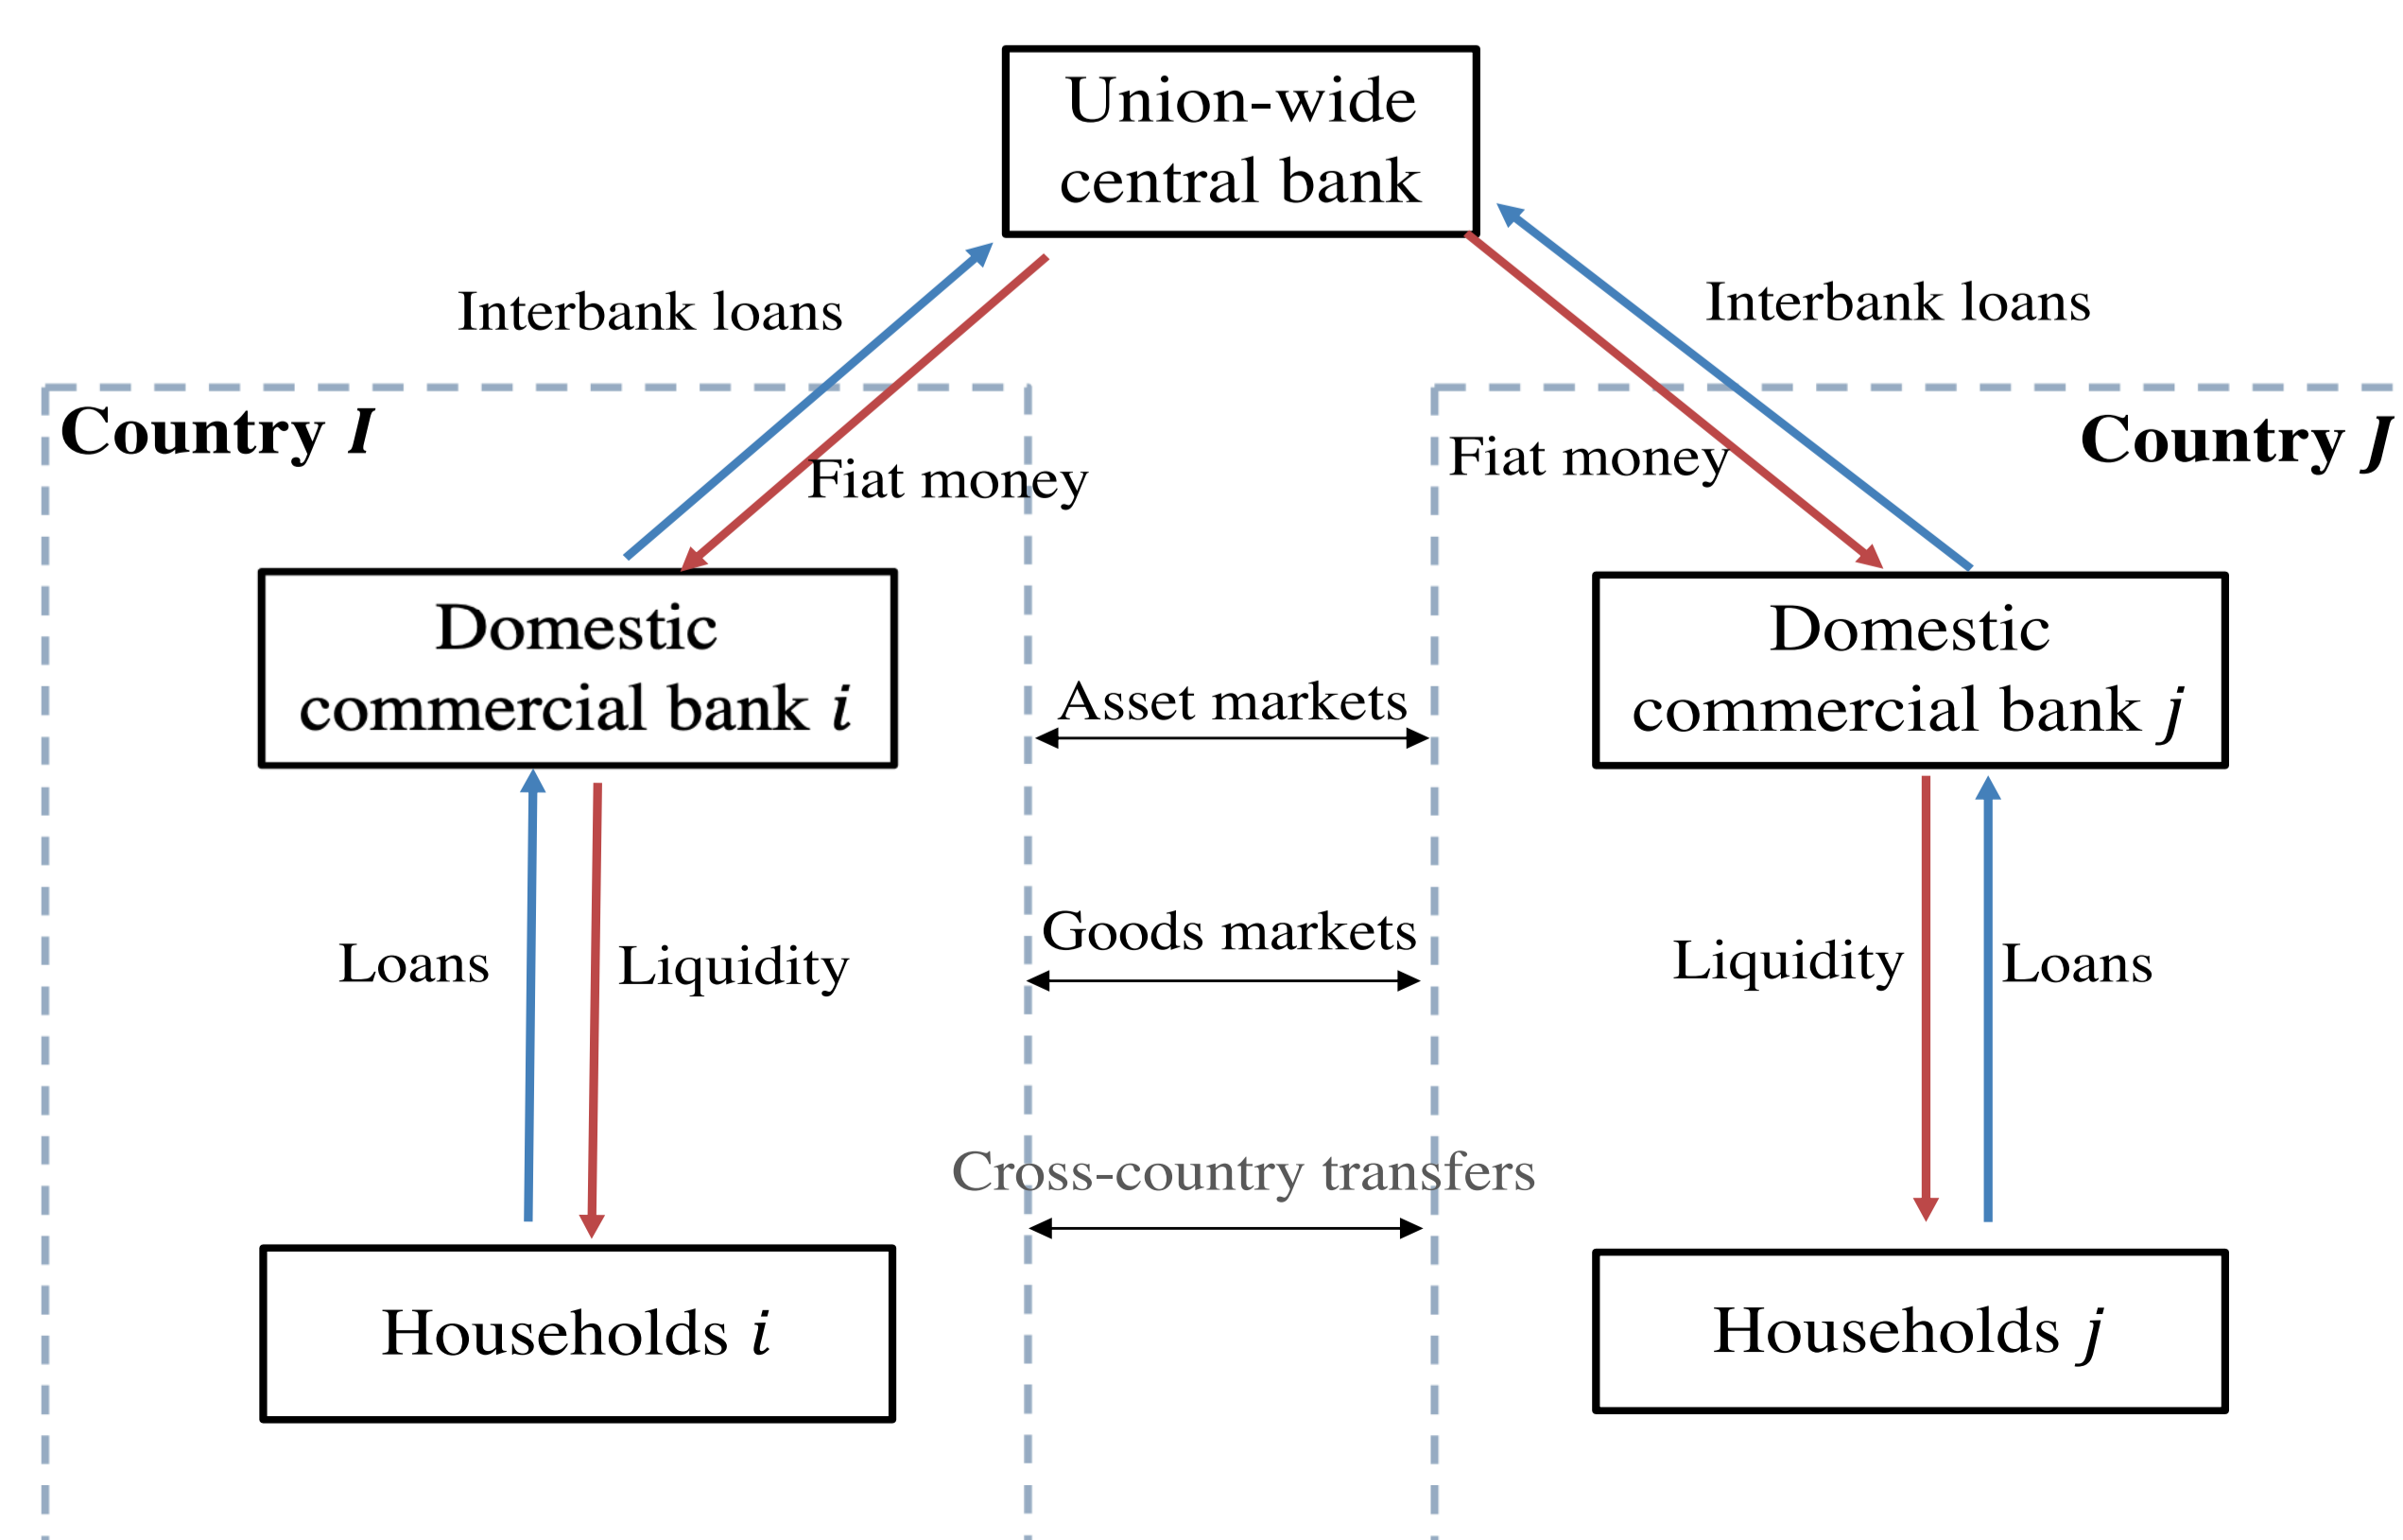 Union-wide
central bank
Interbank loans
Interbank loans
Country I
Country J
Fiat money
Fiat money
Domestic
commercial bank i
Domestic
commercial bank j
Asset markets
Goods markets
Loans
Liquidity
Liquidity
Loans
Cross-country transfers
Households i
Households j